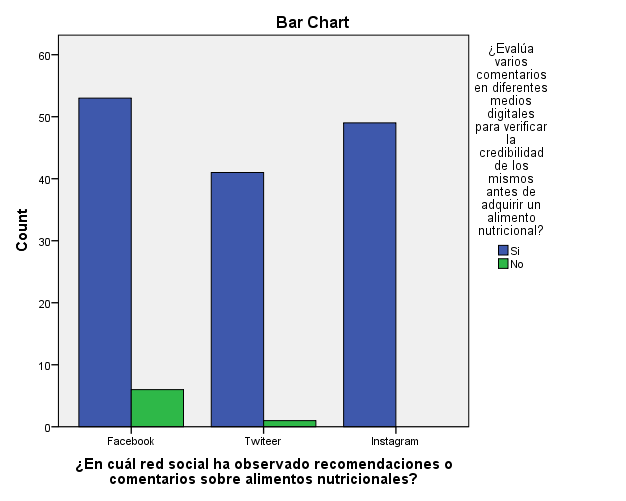 Bar Chart
60
50
40
30
20
10
0
Count
Facebook
Twiteer
Instagram
¿En cuál red social ha observado recomendaciones o
comentarios sobre alimentos nutricionales?
¿Evalúa
varios
comentarios
en diferentes
medios
digitales
para verificar
la
credibilidad
de los
mismos
antes de
adquirir un
alimento
nutricional?
Si
No